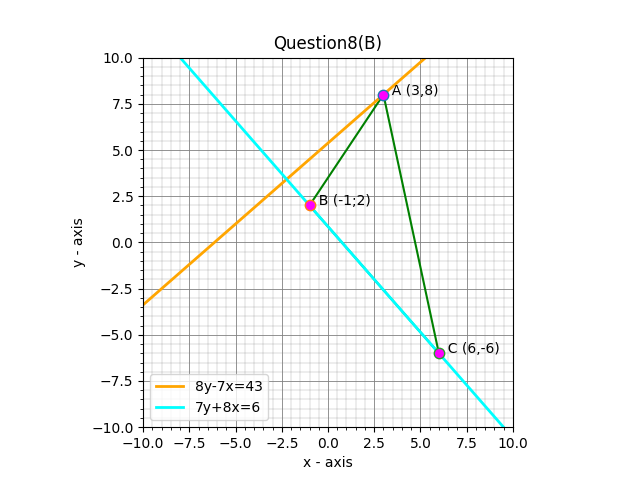 Question8(B)
10.0
7.5
5.0
2.5
0.0
−2.5
−5.0
−7.5
−10.0
y - axis
A (3,8)
B (-1;2)
C (6,-6)
8y-7x=43
7y+8x=6
−10.0 −7.5 −5.0 −2.5 0.0 2.5 5.0 7.5 10.0
x - axis